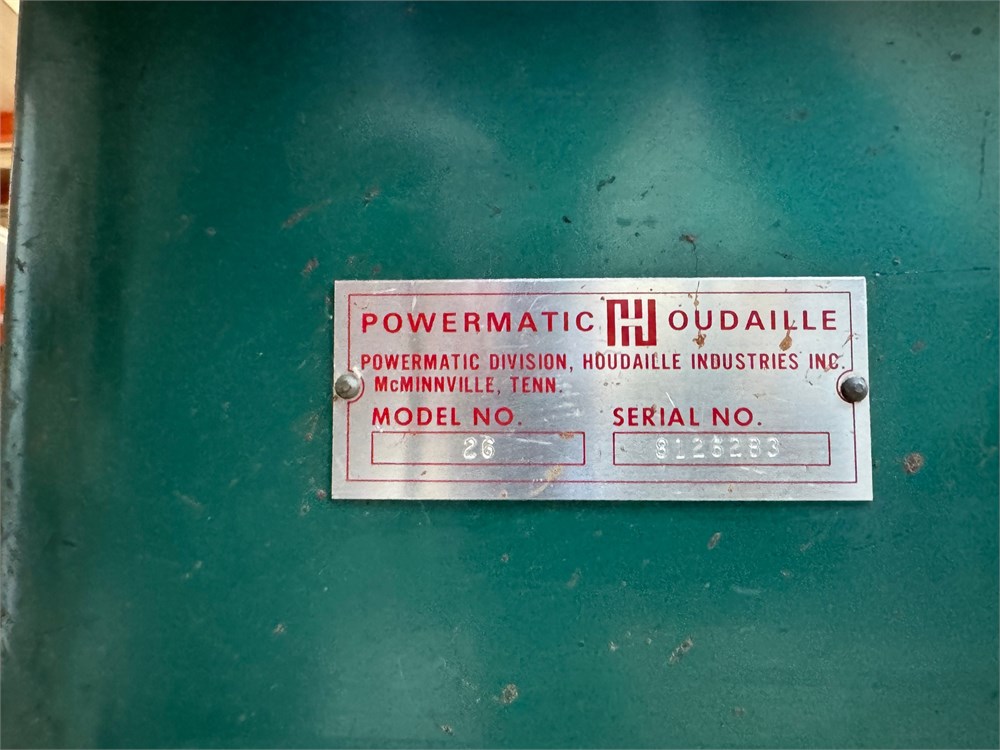 POWERMATIC HOUDAILLE
POWERMATIC DIVISION, HOUDAILLE INDUSTRIES INC.
McMINNVILLE, TENN.
MODEL NO. SERIAL NO.
26 8126283